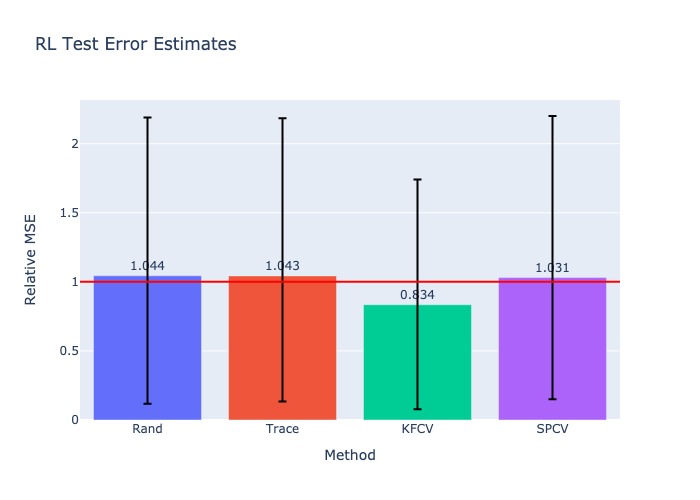 RL Test Error Estimates
2
1.5
1
0.5
0
Relative MSE
1.044
1.043
0.834
1.031
Rand
Trace
KFCV
SPCV
Method